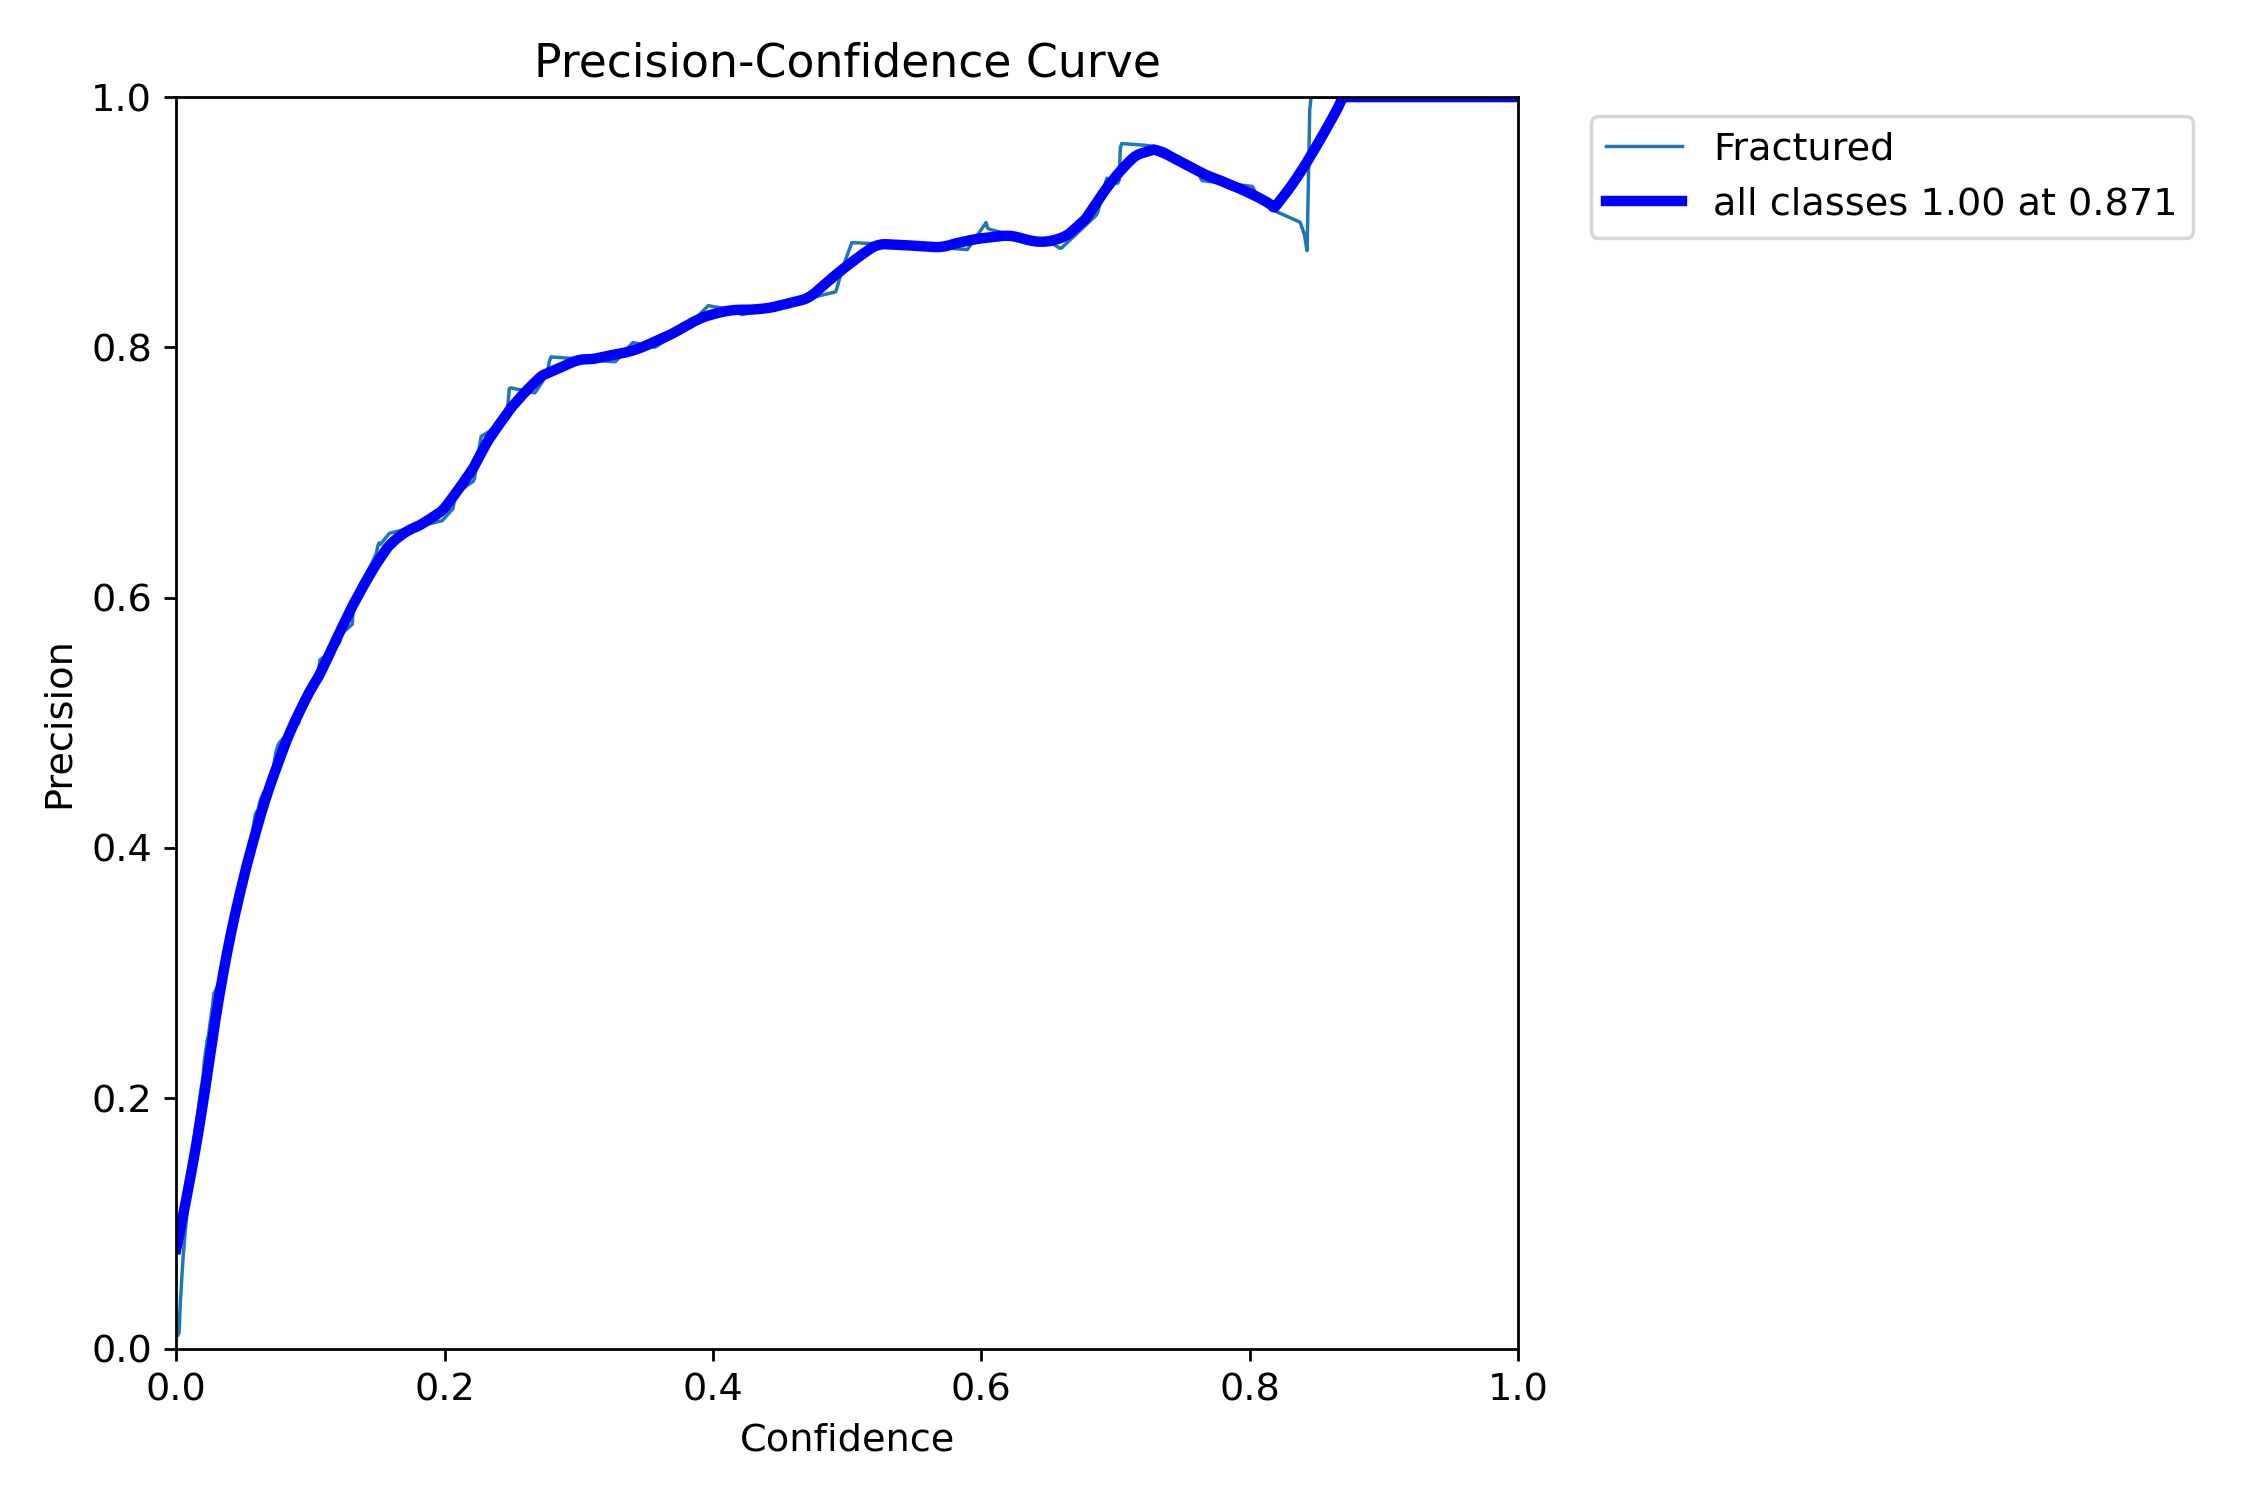 Precision-Confidence Curve
1.0
0.8
0.6
0.4
0.2
0.0
Precision
0.0 0.2 0.4 0.6 0.8 1.0
Confidence
Fractured
all classes 1.00 at 0.871